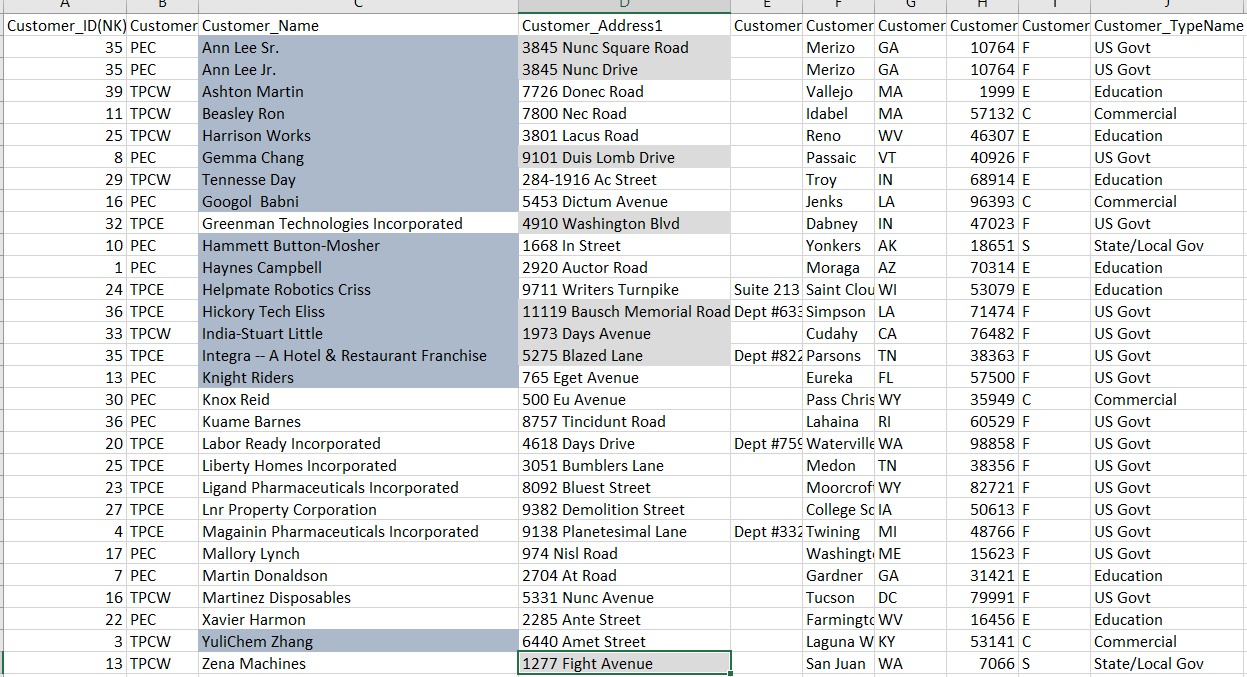 A B C D E F G H I J
Customer_ID(NK) Customer Customer_Name Customer_Address1 Customer Customer Customer Customer Customer Customer_TypeName
35 PEC Ann Lee Sr. 3845 Nunc Square Road Merizo GA 10764 F US Govt
35 PEC Ann Lee Jr. 3845 Nunc Drive Merizo GA 10764 F US Govt
39 TPCW Ashton Martin 7726 Donec Road Vallejo MA 1999 E Education
11 TPCW Beasley Ron 7800 Nec Road Idabel MA 57132 C Commercial
25 TPCW Harrison Works 3801 Lacus Road Reno WV 46307 E Education
8 PEC Gemma Chang 9101 Duis Lomb Drive Passaic VT 40926 F US Govt
29 TPCW Tennesse Day 284-1916 Ac Street Troy IN 68914 E Education
16 PEC Googol  Babni 5453 Dictum Avenue Jenks LA 96393 C Commercial
32 TPCE Greenman Technologies Incorporated 4910 Washington Blvd Dabney IN 47023 F US Govt
10 PEC Hammett Button-Mosher 1668 In Street Yonkers AK 18651 S State/Local Gov
1 PEC Haynes Campbell 2920 Auctor Road Moraga AZ 70314 E Education
24 TPCE Helpmate Robotics Criss 9711 Writers Turnpike Suite 213 Saint Clou WI 53079 E Education
36 TPCE Hickory Tech Eliss 11119 Bausch Memorial Road Dept #633 Simpson LA 71474 F US Govt
33 TPCW India-Stuart Little 1973 Days Avenue Cudahy CA 76482 F US Govt
35 TPCE Integra -- A Hotel & Restaurant Franchise 5275 Blazed Lane Dept #822 Parsons TN 38363 F US Govt
13 PEC Knight Riders 765 Eget Avenue Eureka FL 57500 F US Govt
30 PEC Knox Reid 500 Eu Avenue Pass Chris WY 35949 C Commercial
36 PEC Kuame Barnes 8757 Tincidunt Road Lahaina RI 60529 F US Govt
20 TPCE Labor Ready Incorporated 4618 Days Drive Dept #759 Waterville WA 98858 F US Govt
25 TPCE Liberty Homes Incorporated 3051 Bumblers Lane Medon TN 38356 F US Govt
23 TPCE Ligand Pharmaceuticals Incorporated 8092 Bluest Street Moorcrof WY 82721 F US Govt
27 TPCE Lnr Property Corporation 9382 Demolition Street College Sc IA 50613 F US Govt
4 TPCE Magainin Pharmaceuticals Incorporated 9138 Planetesimal Lane Dept #332 Twining MI 48766 F US Govt
17 PEC Mallory Lynch 974 Nisl Road Washingt ME 15623 F US Govt
7 PEC Martin Donaldson 2704 At Road Gardner GA 31421 E Education
16 TPCW Martinez Disposables 5331 Nunc Avenue Tucson DC 79991 F US Govt
22 PEC Xavier Harmon 2285 Ante Street Farmingto WV 16456 E Education
3 TPCW YuliChem Zhang 6440 Amet Street Laguna W KY 53141 C Commercial
13 TPCW Zena Machines 1277 Fight Avenue San Juan WA 7066 S State/Local Gov